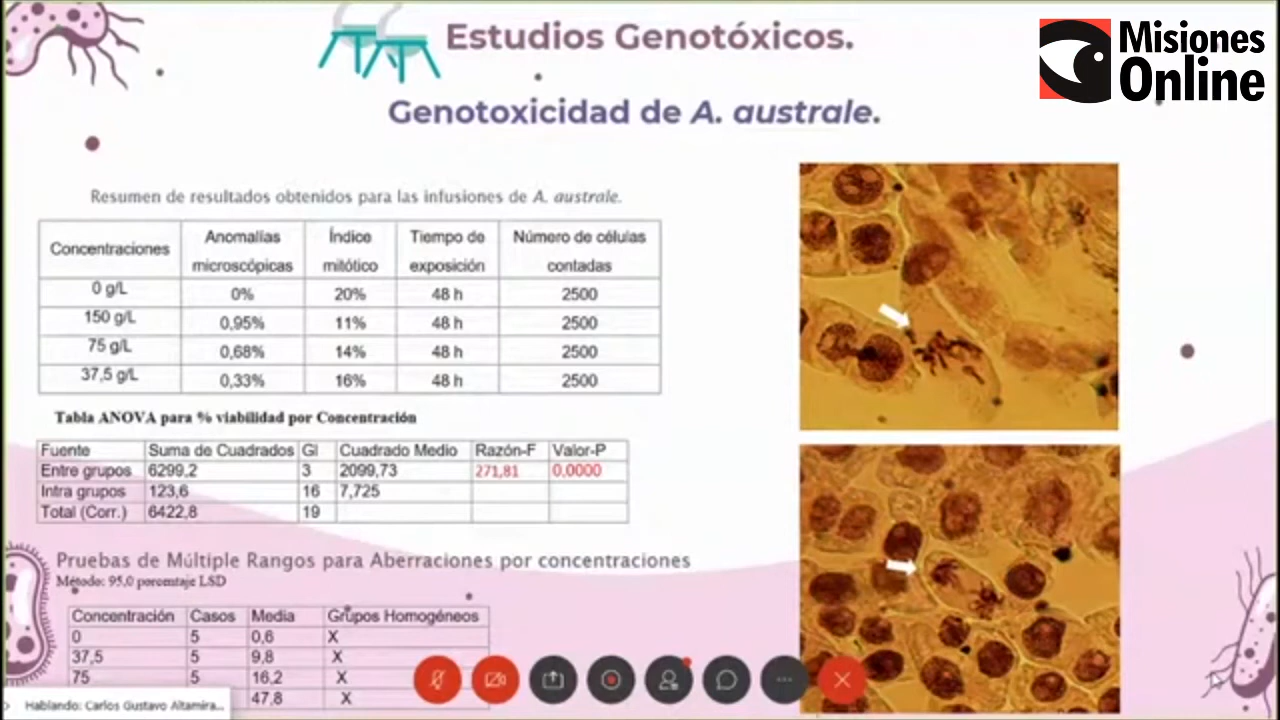 Estudios Genotóxicos.
Misiones
Online
Genotoxicidad de A. australe.
Resumen de resultados obtenidos para las infusiones de A. australe.
Concentraciones Anomalías microscópicas Índice mitótico Tiempo de exposición Número de células contadas
0 g/L 0% 20% 48 h 2500
150 g/L 0,95% 11% 48 h 2500
75 g/L 0,68% 14% 48 h 2500
37,5 g/L 0,33% 16% 48 h 2500
Tabla ANOVA para % viabilidad por Concentración
Fuente Suma de Cuadrados Gl Cuadrado Medio Razón-F Valor-P
Entre grupos 6299,2 3 2099,73 271,81 0,0000
Intra grupos 123,6 16 7,725
Total (Corr.) 6422,8 19
Pruebas de Múltiple Rangos para Aberraciones por concentraciones
Método: 95,0 porcentaje LSD
Concentración Casos Media Grupos Homogéneos
0 5 0,6 X
37,5 5 9,8 X
75 5 16,2 X
47,8 X
Hablando: Carlos Gustavo Altamira...